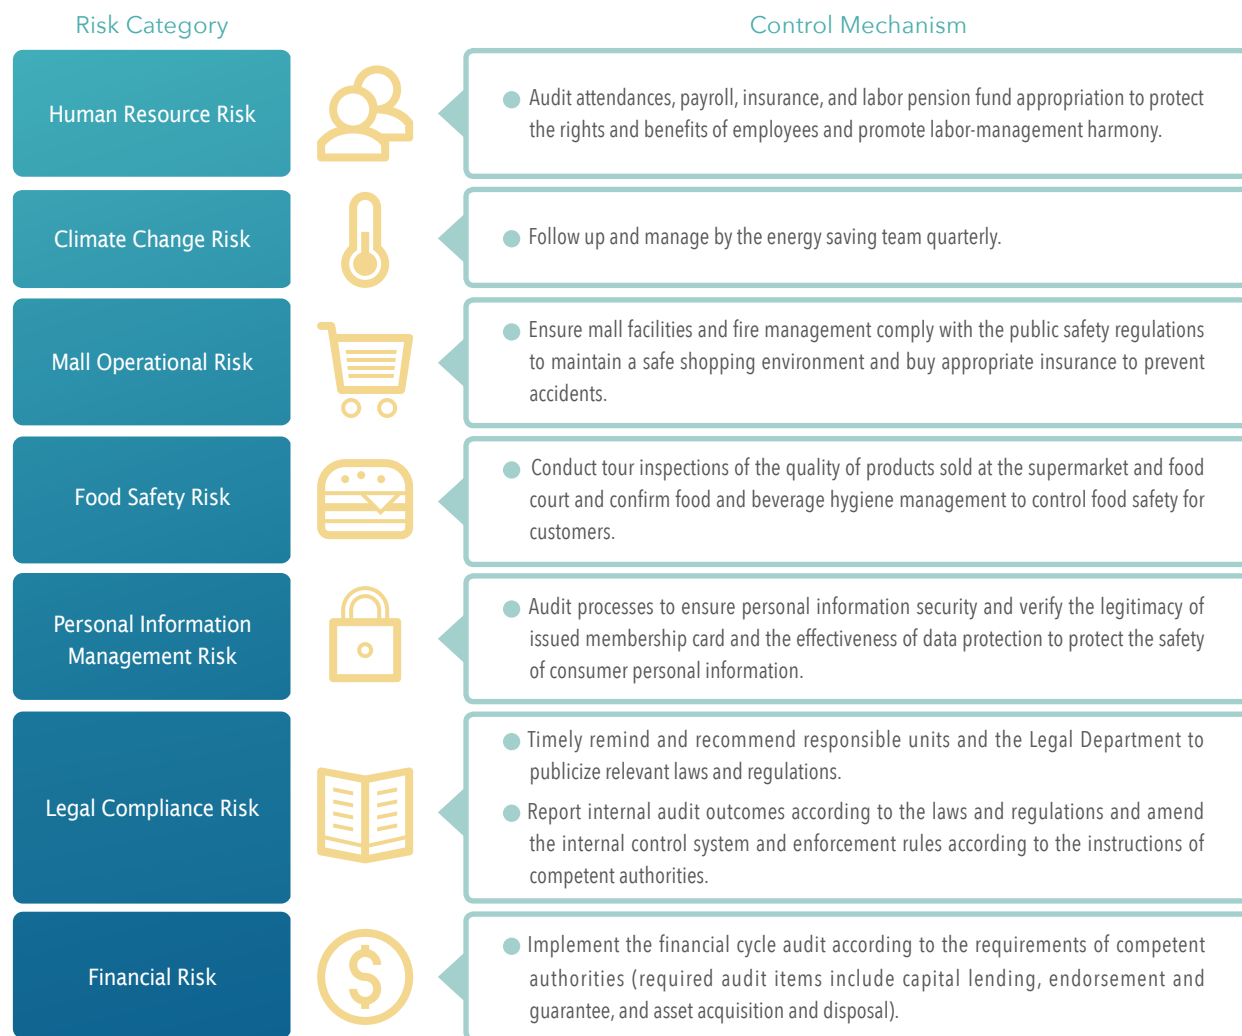 Risk Category
Control Mechanism
Human Resource Risk
Audit attendances, payroll, insurance, and labor pension fund appropriation to protect
the rights and benefits of employees and promote labor-management harmony.
Climate Change Risk
Follow up and manage by the energy saving team quarterly.
Mall Operational Risk
Ensure mall facilities and fire management comply with the public safety regulations
to maintain a safe shopping environment and buy appropriate insurance to prevent
accidents.
Food Safety Risk
Conduct tour inspections of the quality of products sold at the supermarket and food
court and confirm food and beverage hygiene management to control food safety for
customers.
Personal Information
Management Risk
Audit processes to ensure personal information security and verify the legitimacy of
issued membership card and the effectiveness of data protection to protect the safety
of consumer personal information.
Legal Compliance Risk
Timely remind and recommend responsible units and the Legal Department to
publicize relevant laws and regulations.
Report internal audit outcomes according to the laws and regulations and amend
the internal control system and enforcement rules according to the instructions of
competent authorities.
Financial Risk
$
Implement the financial cycle audit according to the requirements of competent
authorities (required audit items include capital lending, endorsement and
guarantee, and asset acquisition and disposal).